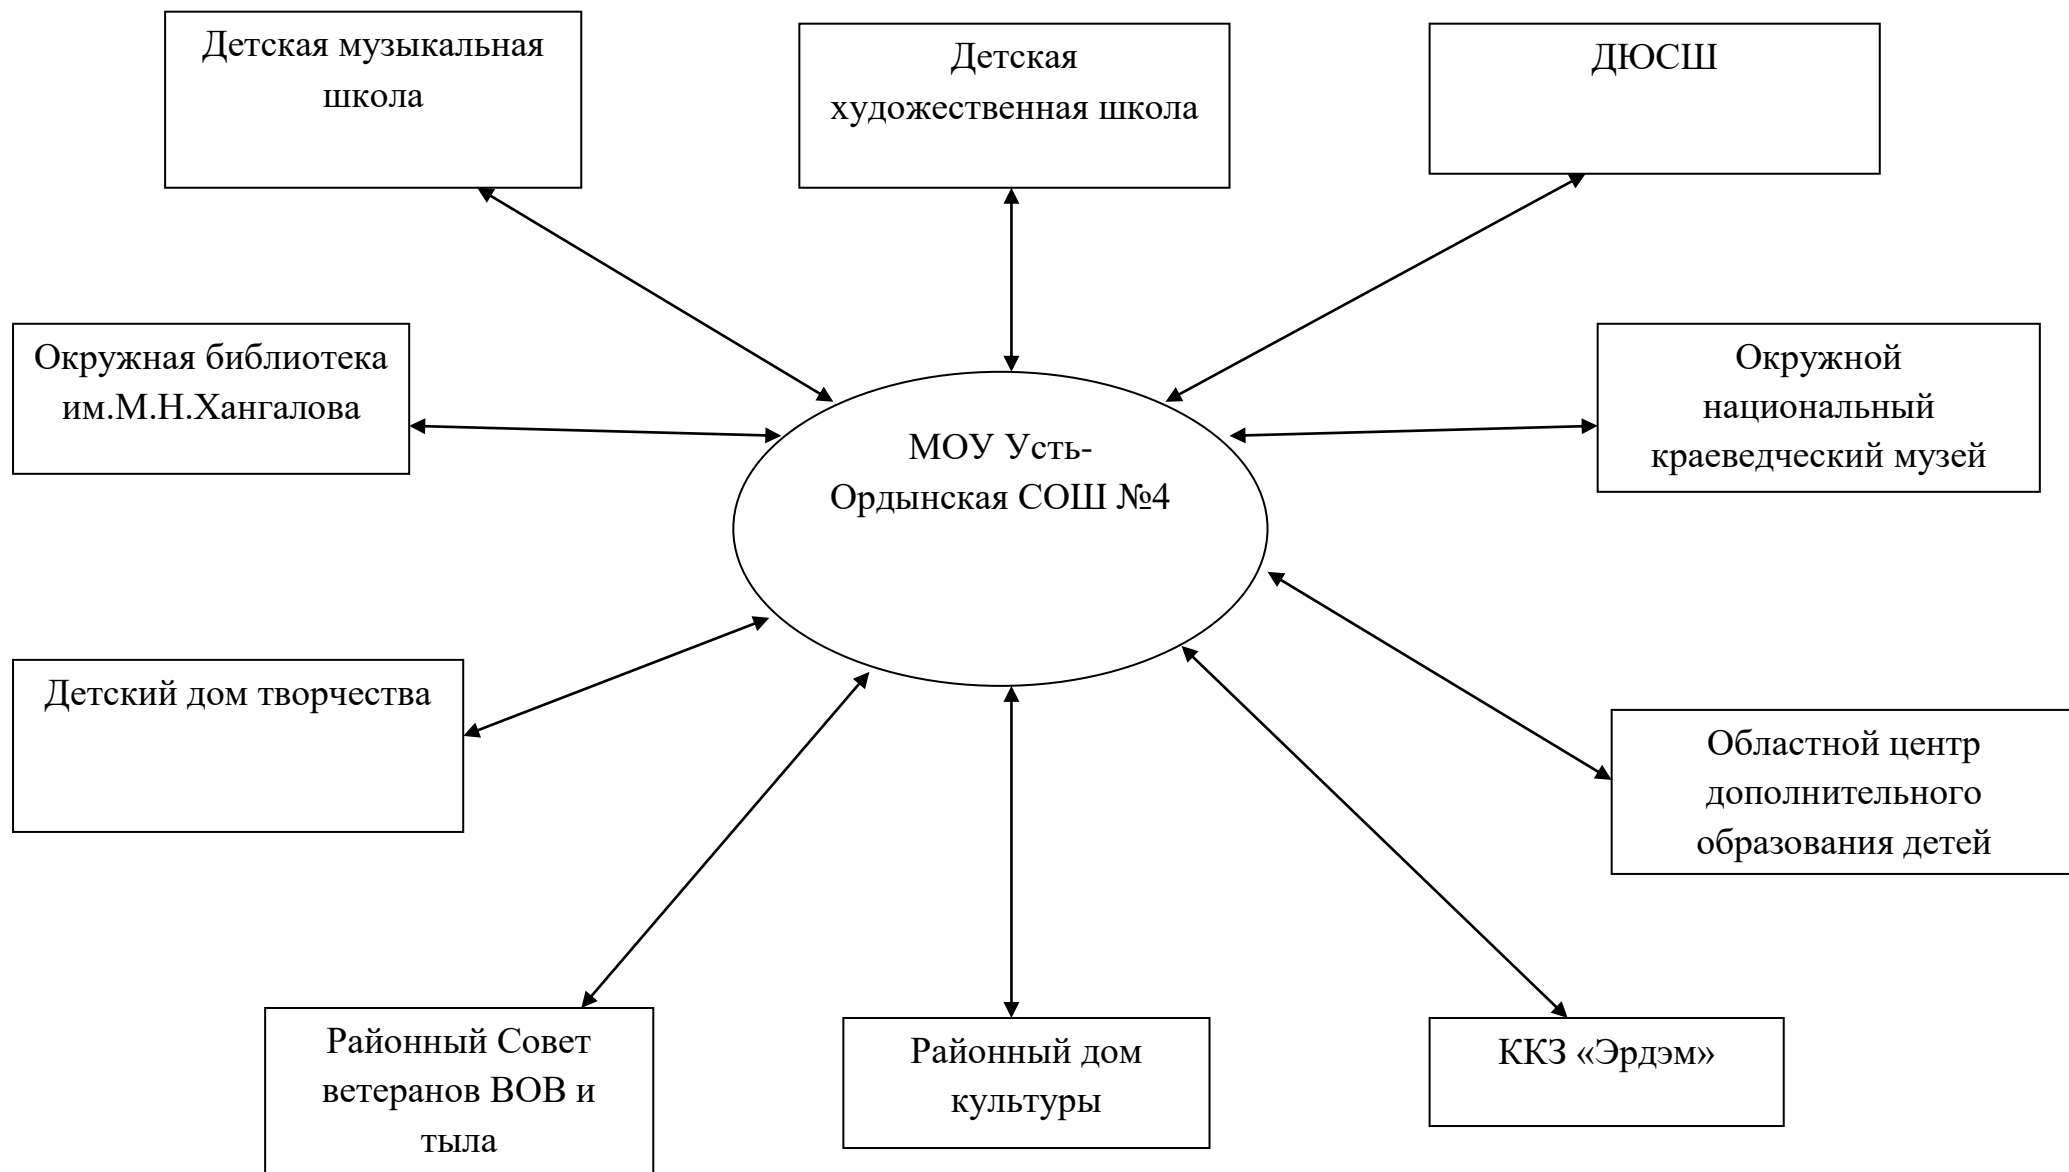 Детская музыкальная
школа
Детская
художественная школа
ДЮСШ
Окружная библиотека
им.М.Н.Хангалова
МОУ Усть-
Ордынская СОШ №4
Окружной
национальный
краеведческий музей
Детский дом творчества
Областной центр
дополнительного
образования детей
Районный Совет
ветеранов ВОВ и
тыла
Районный дом
культуры
ККЗ «Эрдэм»